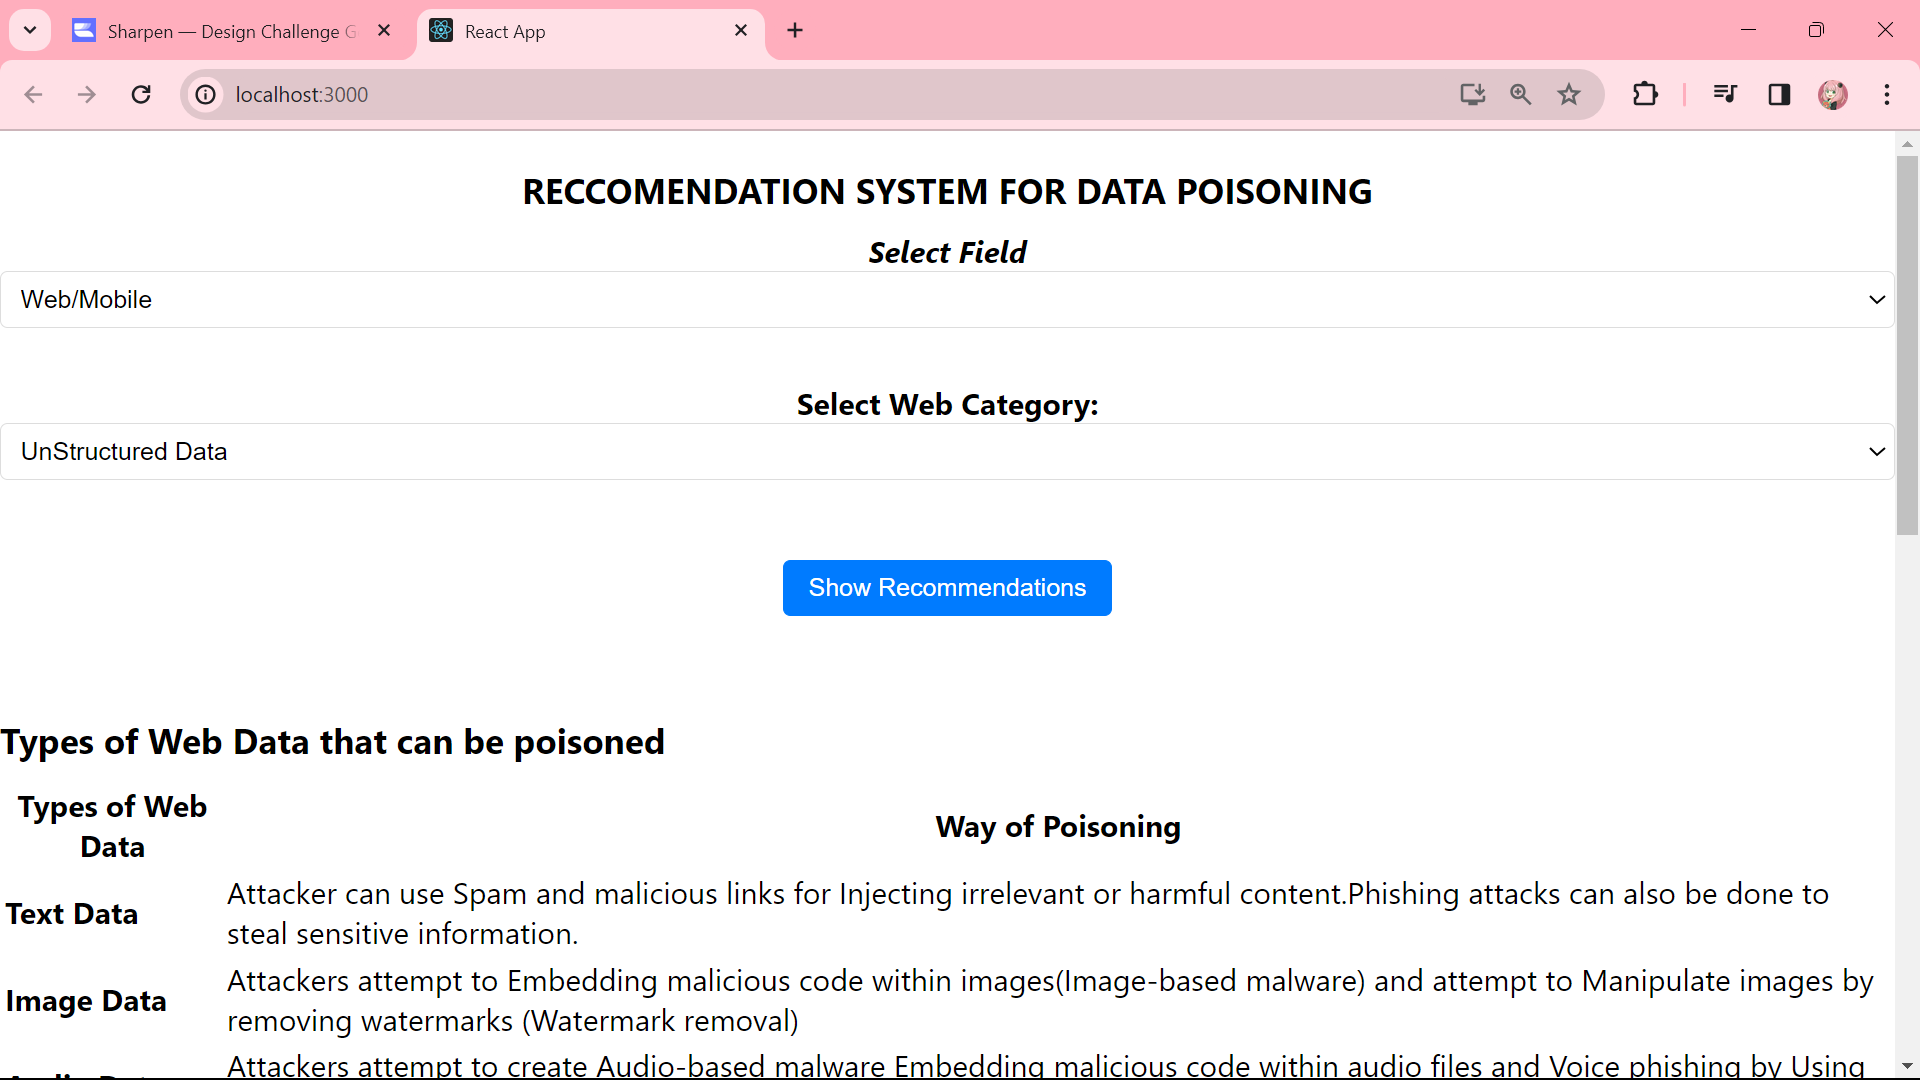 Sharpen — Design Challenge G
React App
localhost:3000
RECCOMENDATION SYSTEM FOR DATA POISONING
Select Field
Web/Mobile
Select Web Category:
UnStructured Data
Show Recommendations
Types of Web Data that can be poisoned
Types of Web
Data
Way of Poisoning
Text Data
Attacker can use Spam and malicious links for Injecting irrelevant or harmful content.Phishing attacks can also be done to
steal sensitive information.
Image Data
Attackers attempt to Embedding malicious code within images(Image-based malware) and attempt to Manipulate images by
removing watermarks (Watermark removal)
Attackers attempt to create Audio-based malware Embedding malicious code within audio files and Voice phishing by Using